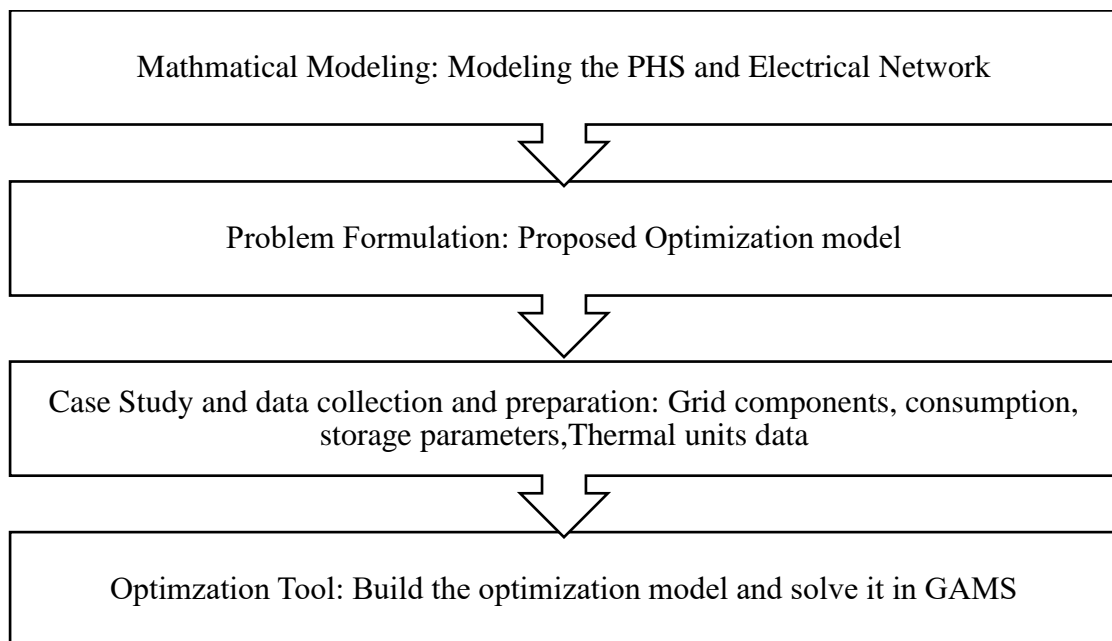 Mathmatical Modeling: Modeling the PHS and Electrical Network
Problem Formulation: Proposed Optimization model
Case Study and data collection and preparation: Grid components, consumption,
storage parameters,Thermal units data
Optimzation Tool: Build the optimization model and solve it in GAMS